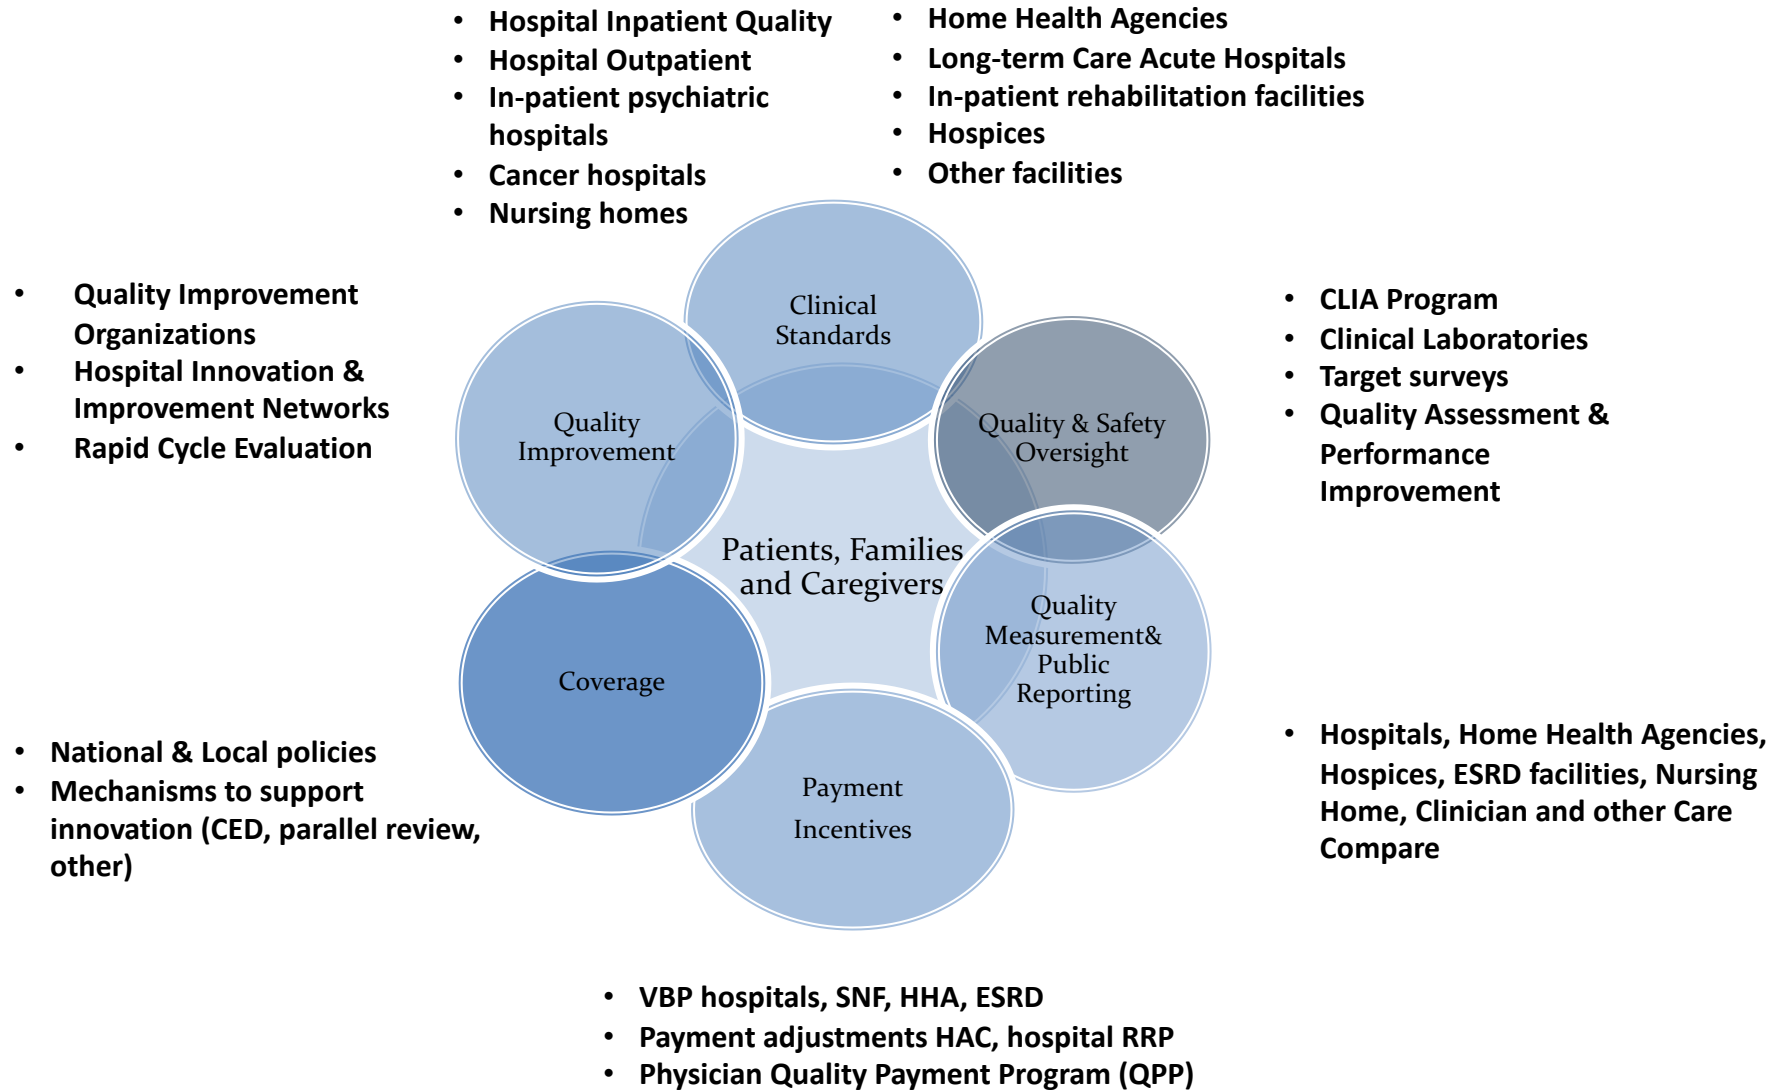 • Hospital Inpatient Quality
• Hospital Outpatient
• In-patient psychiatric
hospitals
• Cancer hospitals
• Nursing homes
• Home Health Agencies
• Long-term Care Acute Hospitals
• In-patient rehabilitation facilities
• Hospices
• Other facilities
• Quality Improvement
Organizations
• Hospital Innovation &
Improvement Networks
• Rapid Cycle Evaluation
Clinical
Standards
Quality
Improvement
Quality & Safety
Oversight
• CLIA Program
• Clinical Laboratories
• Target surveys
• Quality Assessment &
Performance
Improvement
Patients, Families
and Caregivers
Quality
Measurement&
Public
Reporting
Coverage
Payment
Incentives
• National & Local policies
• Mechanisms to support
innovation (CED, parallel review,
other)
• Hospitals, Home Health Agencies,
Hospices, ESRD facilities, Nursing
Home, Clinician and other Care
Compare
• VBP hospitals, SNF, HHA, ESRD
• Payment adjustments HAC, hospital RRP
• Physician Quality Payment Program (QPP)